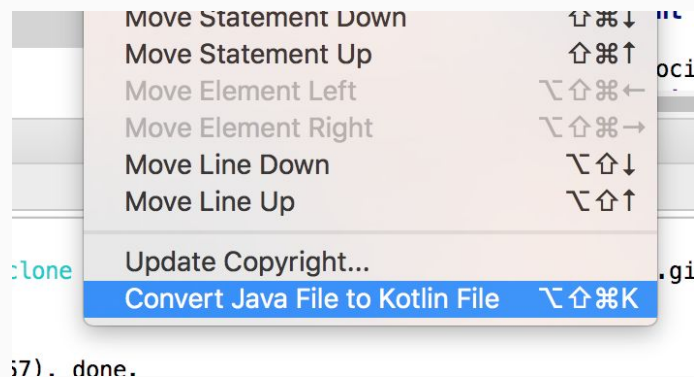 Move Statement Down ⇧⌘↓
Move Statement Up ⇧⌘↑
Move Element Left ⌥⇧⌘←
Move Element Right ⌥⇧⌘→
Move Line Down ⌥⇧↓
Move Line Up ⌥⇧↑
Update Copyright...
clone .gi
Convert Java File to Kotlin File ⌥⇧⌘K
57), done.